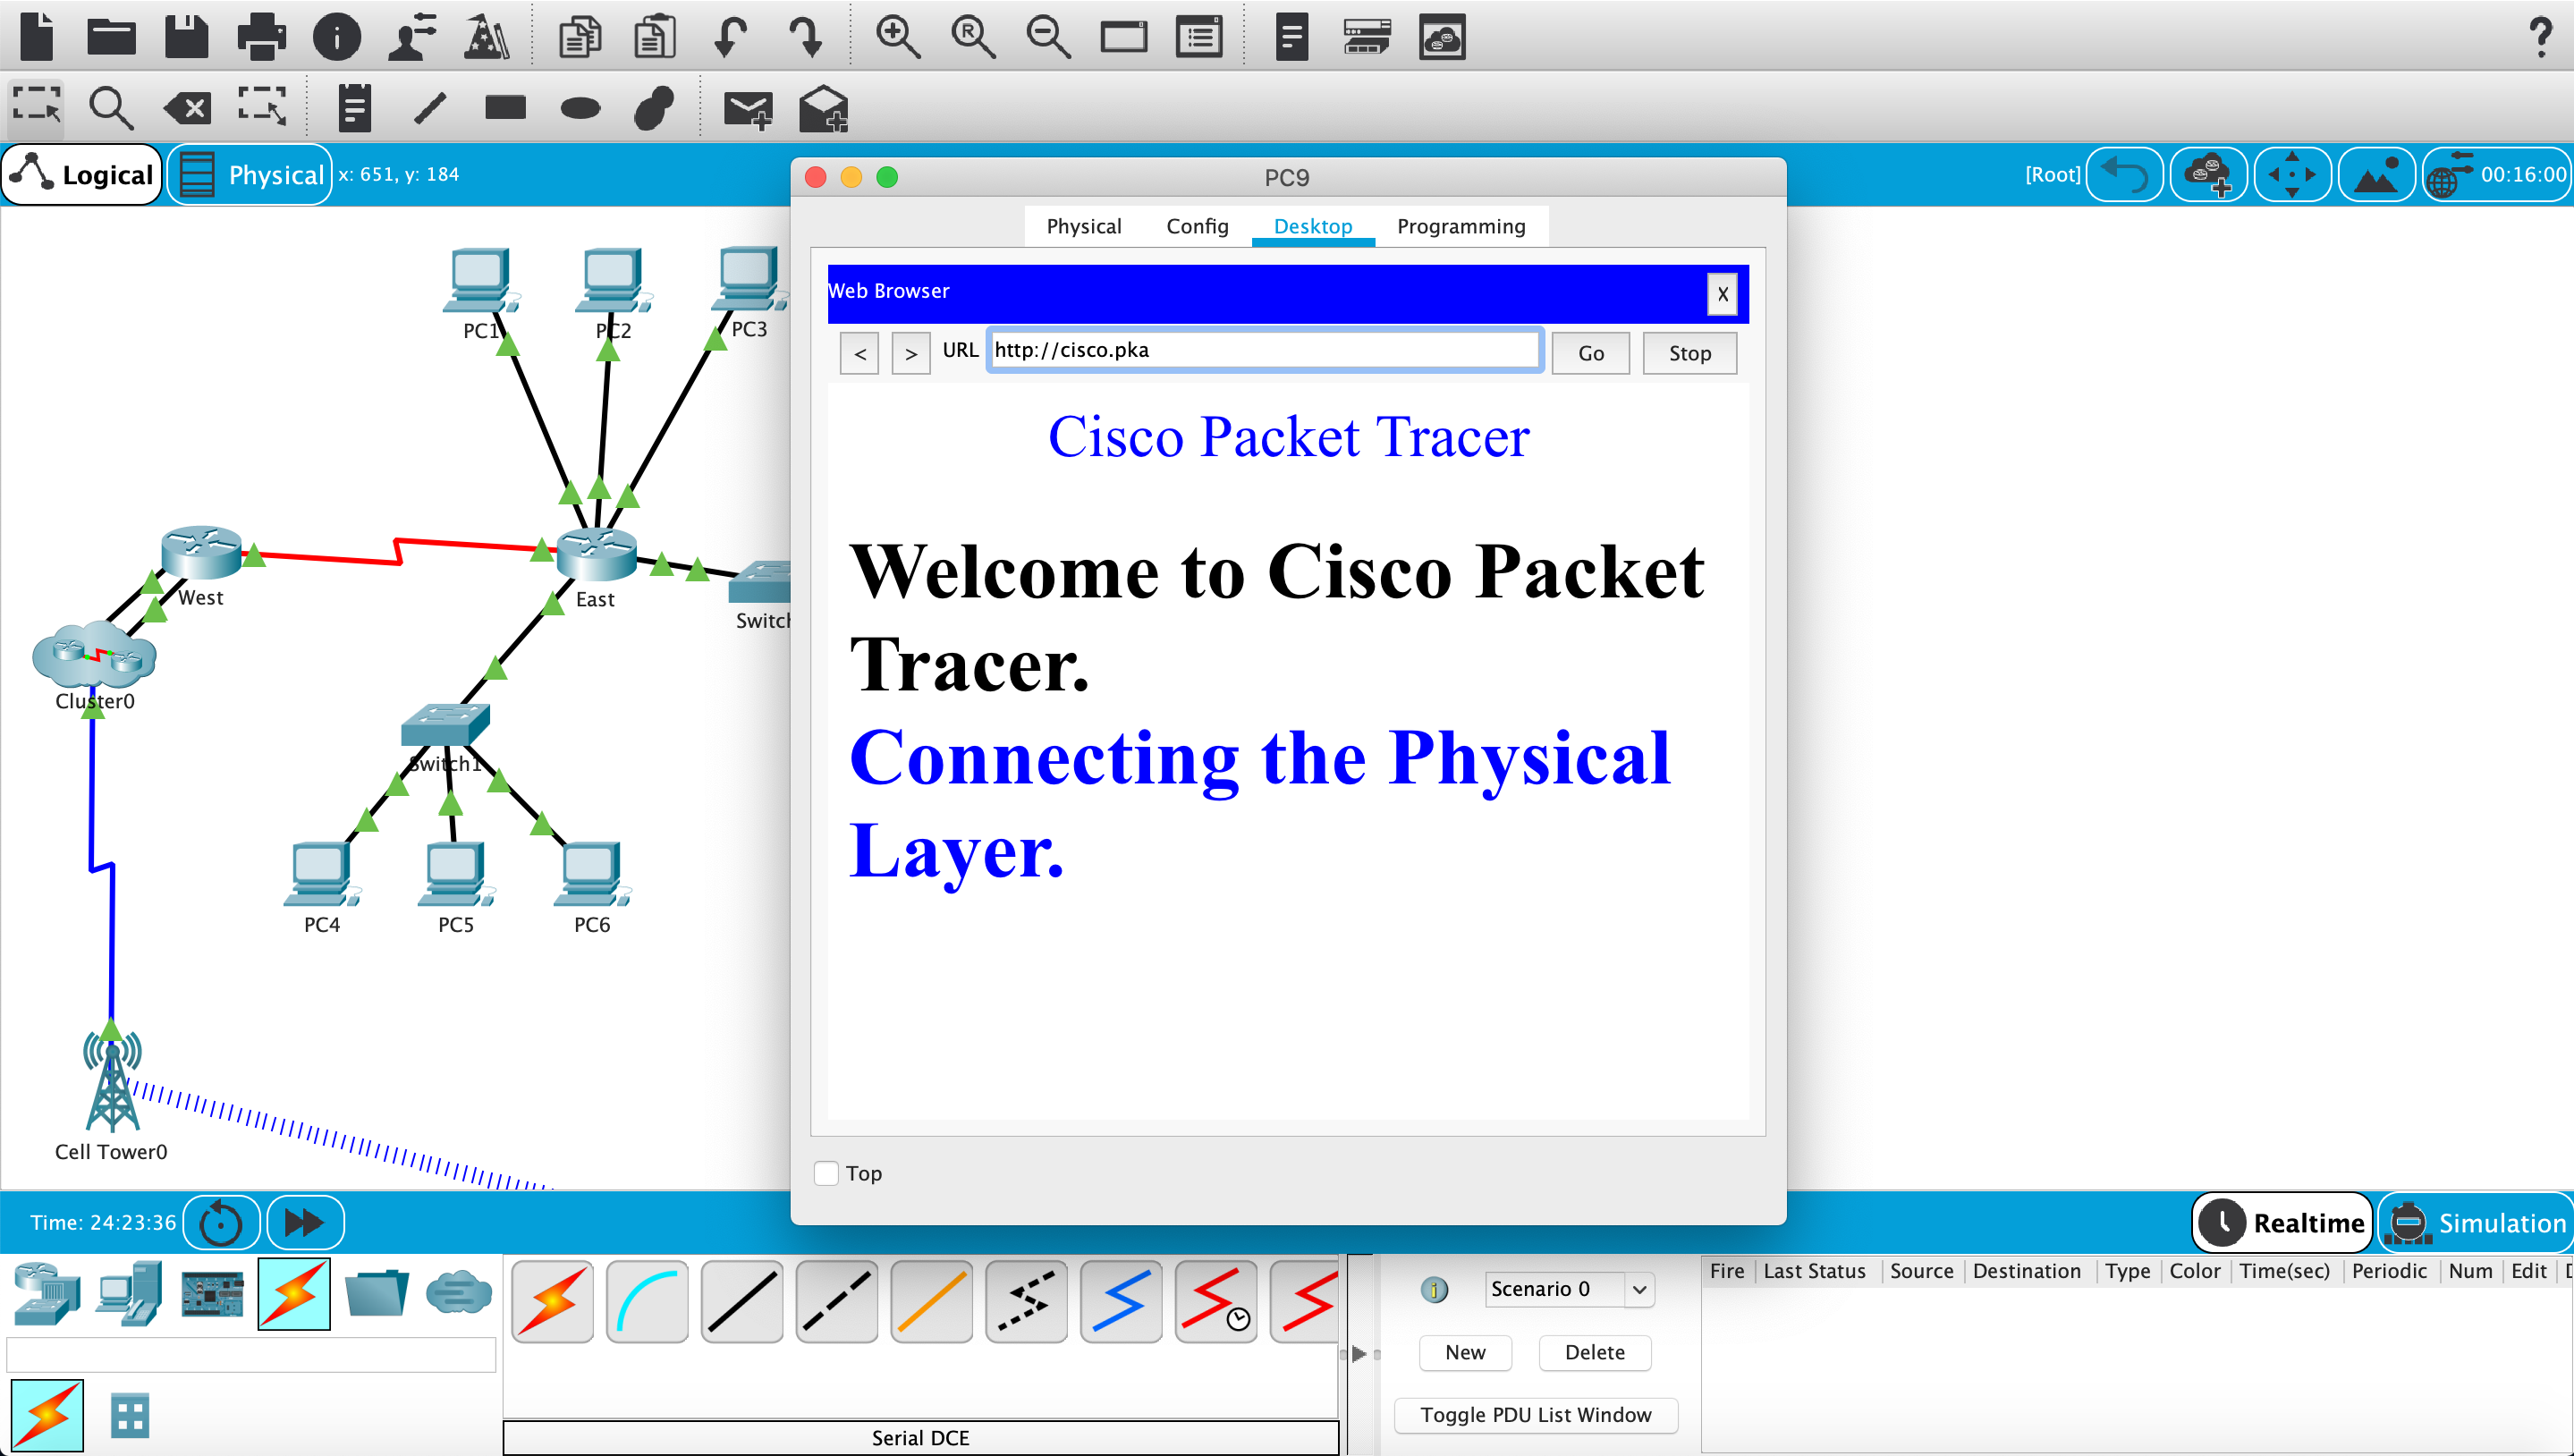 Logical
Physical
x: 651, y: 184
[Root]
00:16:00
PC9
Physical
Config
Desktop
Programming
Web Browser
X
<
>
URL
http://cisco.pka
Go
Stop
Cisco Packet Tracer
Welcome to Cisco Packet
Tracer.
Connecting the Physical
Layer.
Top
PC1
PC2
PC3
West
East
Switch
Cluster0
Switch1
PC4
PC5
PC6
Cell Tower0
Time: 24:23:36
Realtime
Simulation
Scenario 0
New
Delete
Toggle PDU List Window
Fire
Last Status
Source
Destination
Type
Color
Time(sec)
Periodic
Num
Edit
Serial DCE